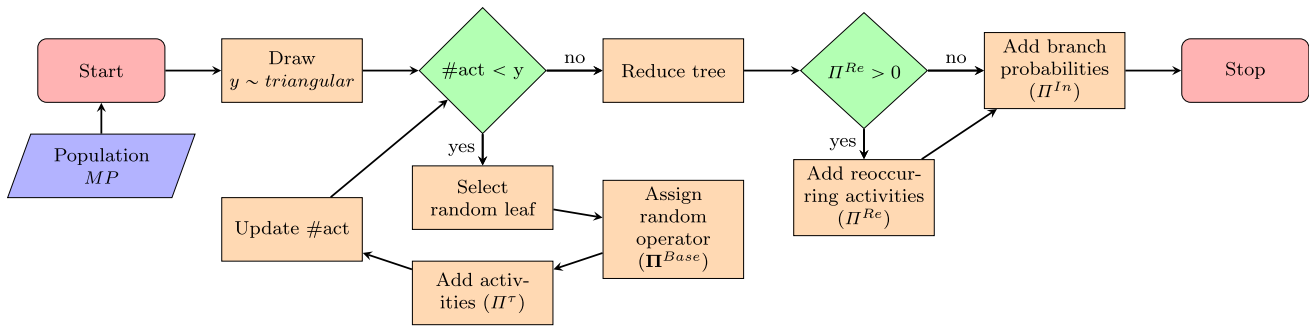 Start
Draw
y ∼ triangular
#act < y
no
Reduce tree
Π^{Re} > 0
no
Add branch
probabilities
(Π^{In})
Stop
Population
MP
yes
Select
random leaf
Assign
random
operator
(𝚷^{Base})
Add activ-
ities (Π^τ)
Update #act
yes
Add reoccur-
ring activities
(Π^{Re})